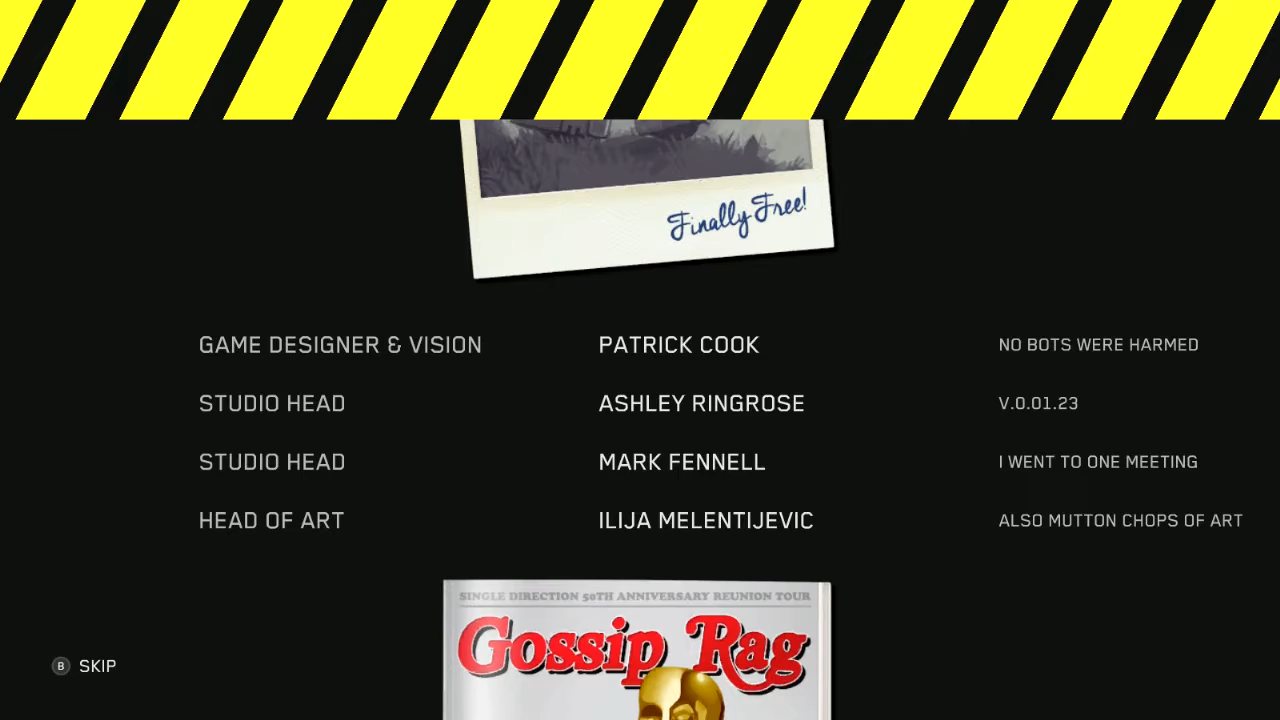 Finally Free!
GAME DESIGNER & VISION PATRICK COOK NO BOTS WERE HARMED
STUDIO HEAD ASHLEY RINGROSE V.0.01.23
STUDIO HEAD MARK FENNELL I WENT TO ONE MEETING
HEAD OF ART ILIJA MELENTIJEVIC ALSO MUTTON CHOPS OF ART
SINGLE DIRECTION 50TH ANNIVERSARY REUNION TOUR
Gossip Rag
B SKIP